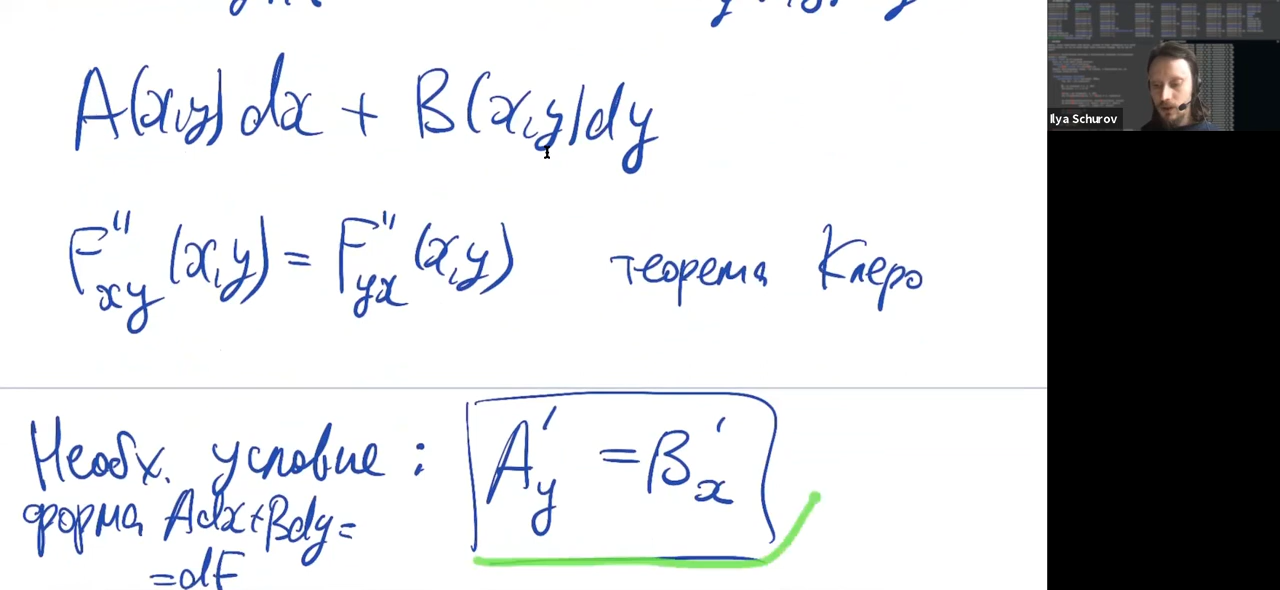 A(x,y)dx + B(x,y)dy
F''xy (x,y) = F''yx (x,y) теорема Клеро
Необх. условие : A'y = B'x
форма Adx+Bdy=
=dF
Ilya Schurov